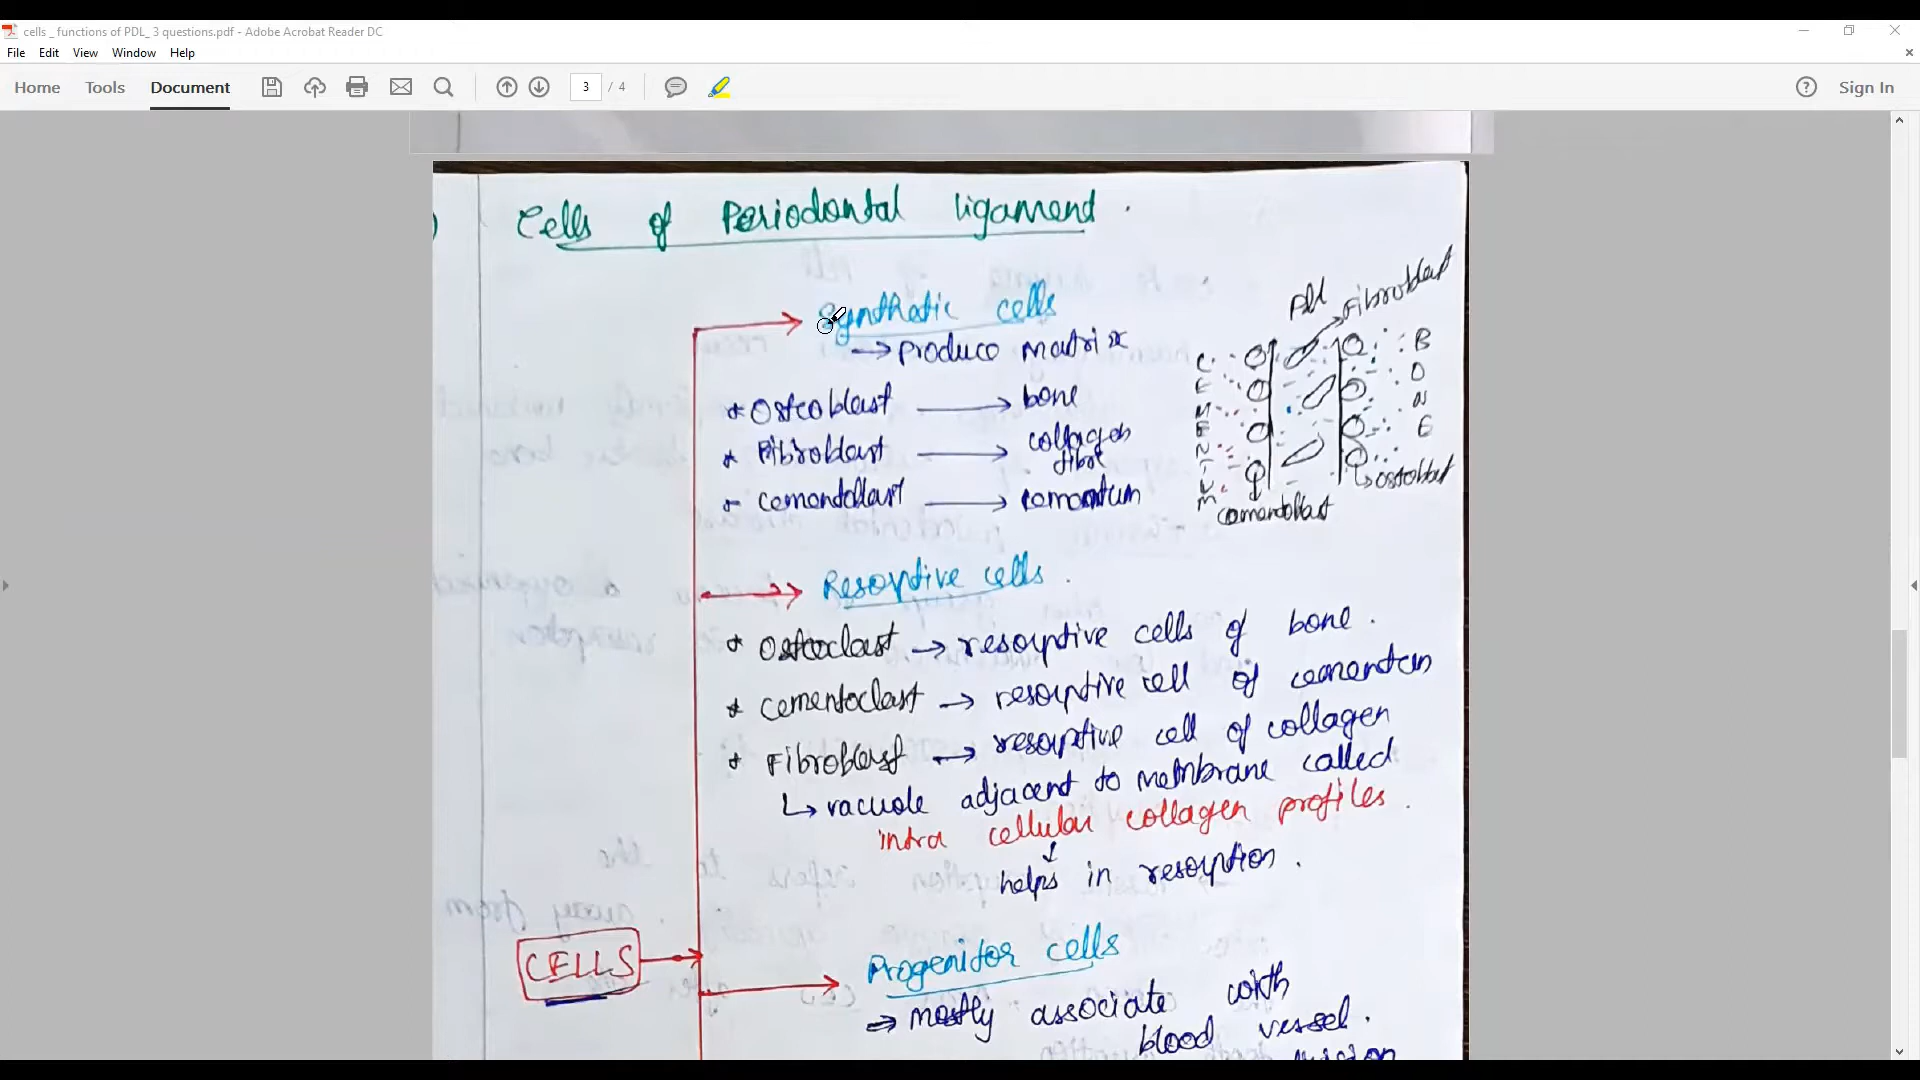 cells _ functions of PDL_ 3 questions.pdf - Adobe Acrobat Reader DC
File Edit View Window Help
Home Tools Document 3 / 4 Sign In
Cells of Periodontal ligament.
Synthetic cells
→ produce matrix
* Osteoblast → bone
* Fibroblast → collagen
fibre
- cementoblast → cementum
Pdl Fibroblast
CEMENTUM
BONE
osteoblast
cementoblast
Resorptive cells.
* Osteoclast → resorptive cells of bone.
* Cementoclast → resorptive cell of cementum
* Fibroblast → resorptive cell of collagen
↳ vacuole adjacent to membrane called
intra cellular collagen profiles.
↓
helps in resorption.
CELLS
Progenitor cells
⇒ mostly associate with
blood vessel.